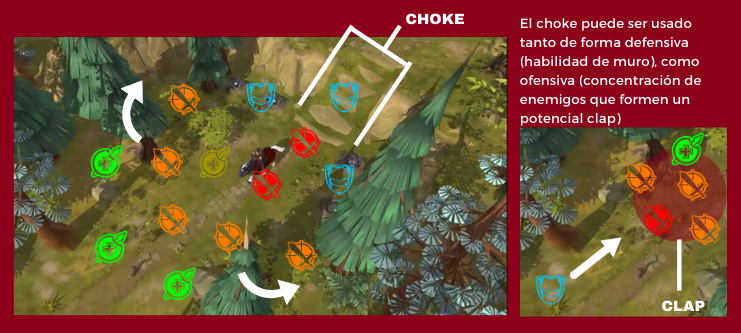 CHOKE
El choke puede ser usado
tanto de forma defensiva
(habilidad de muro), como
ofensiva (concentración de
enemigos que formen un
potencial clap)
CLAP